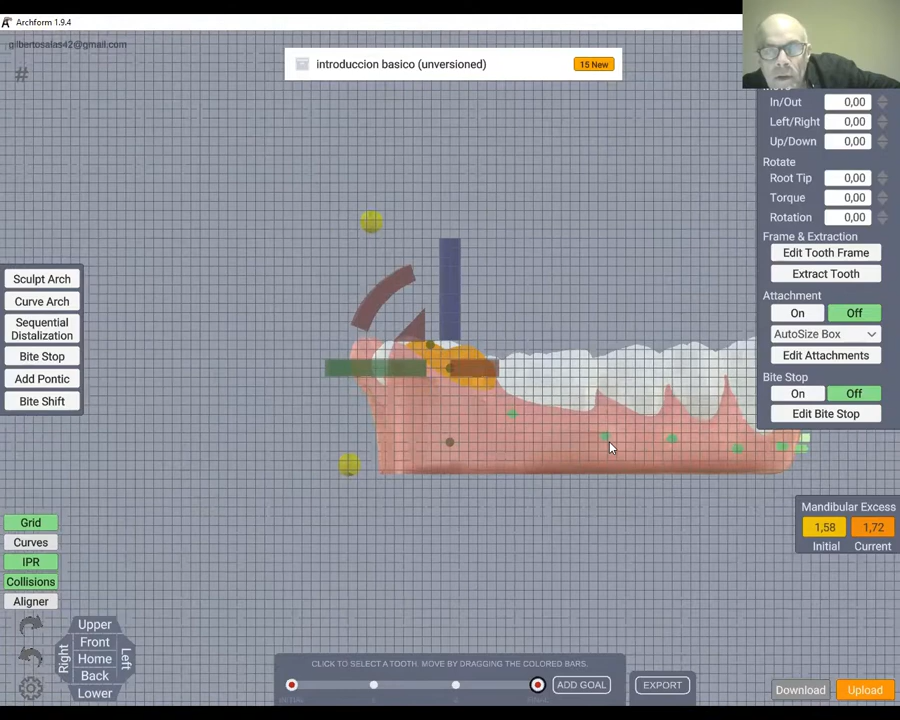 Archform 1.9.4
gilbertosalas42@gmail.com
#
introduccion basico (unversioned)
15 New
In/Out 0,00
Left/Right 0,00
Up/Down 0,00
Rotate
Root Tip 0,00
Torque 0,00
Rotation 0,00
Frame & Extraction
Edit Tooth Frame
Extract Tooth
Attachment
On Off
AutoSize Box
Edit Attachments
Bite Stop
On Off
Edit Bite Stop
Sculpt Arch
Curve Arch
Sequential
Distalization
Bite Stop
Add Pontic
Bite Shift
Mandibular Excess
1,58 1,72
Initial Current
Grid
Curves
IPR
Collisions
Aligner
Upper
Front
Right Home Left
Back
Lower
CLICK TO SELECT A TOOTH. MOVE BY DRAGGING THE COLORED BARS.
ADD GOAL
EXPORT
Download
Upload